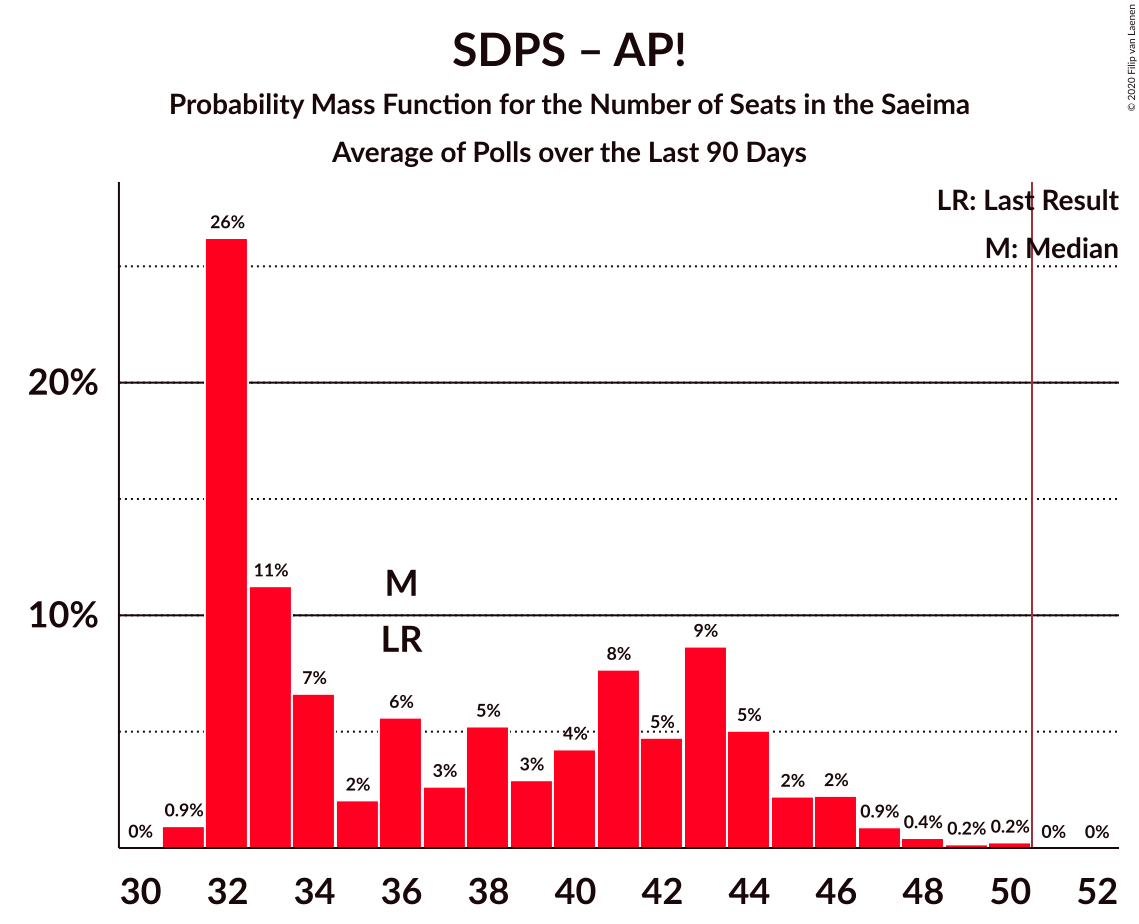 SDPS – AP!
Probability Mass Function for the Number of Seats in the Saeima
Average of Polls over the Last 90 Days
© 2020 Filip van Laenen
LR: Last Result
M: Median
20%
10%
0%
0.9%
26%
11%
7%
2%
6%
3%
5%
3%
4%
8%
5%
9%
5%
2%
2%
0.9%
0.4%
0.2%
0.2%
0%
0%
M
LR
30 32 34 36 38 40 42 44 46 48 50 52